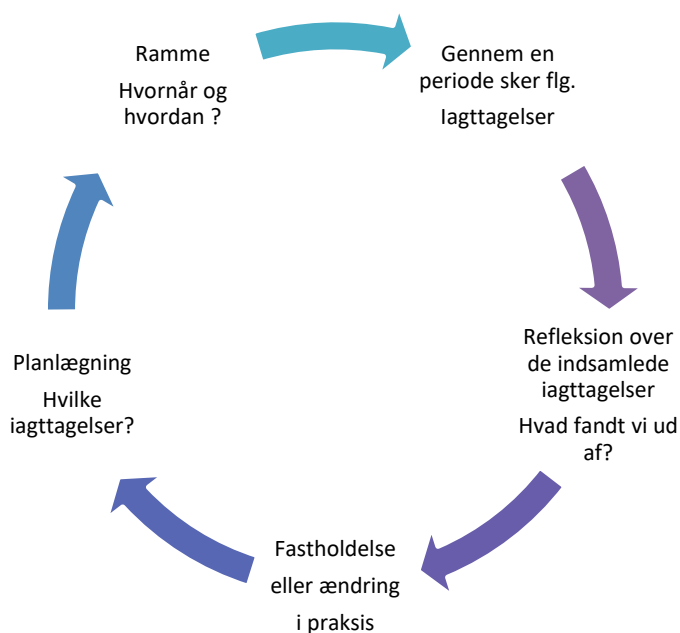 Ramme
Hvornår og
hvordan ?
Gennem en
periode sker flg.
Iagttagelser
Refleksion over
de indsamlede
iagttagelser
Hvad fandt vi ud
af?
Fastholdelse
eller ændring
i praksis
Planlægning
Hvilke
iagttagelser?